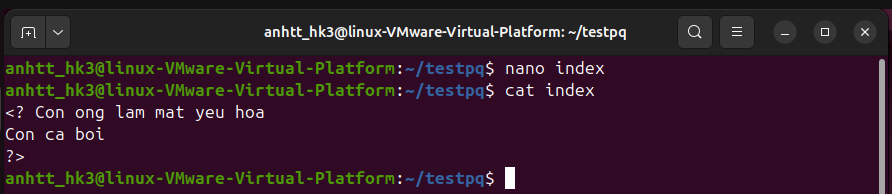 anhtt_hk3@linux-VMware-Virtual-Platform: ~/testpq
anhtt_hk3@linux-VMware-Virtual-Platform:~/testpq$ nano index
anhtt_hk3@linux-VMware-Virtual-Platform:~/testpq$ cat index
<? Con ong lam mat yeu hoa
Con ca boi
?>
anhtt_hk3@linux-VMware-Virtual-Platform:~/testpq$